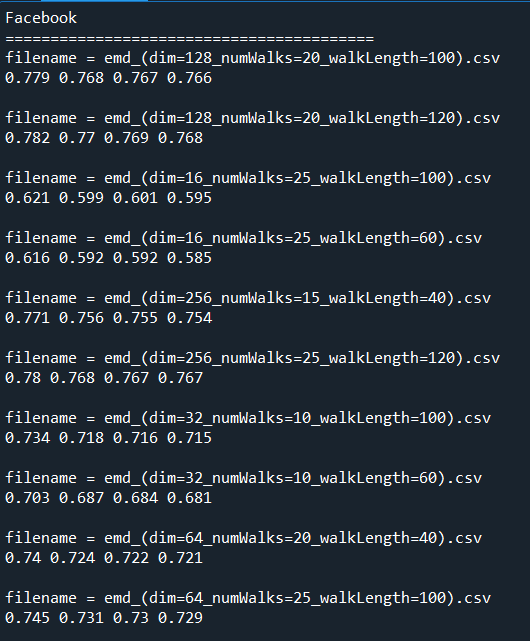 Facebook
=========================================
filename = emd_(dim=128_numWalks=20_walkLength=100).csv
0.779 0.768 0.767 0.766
filename = emd_(dim=128_numWalks=20_walkLength=120).csv
0.782 0.77 0.769 0.768
filename = emd_(dim=16_numWalks=25_walkLength=100).csv
0.621 0.599 0.601 0.595
filename = emd_(dim=16_numWalks=25_walkLength=60).csv
0.616 0.592 0.592 0.585
filename = emd_(dim=256_numWalks=15_walkLength=40).csv
0.771 0.756 0.755 0.754
filename = emd_(dim=256_numWalks=25_walkLength=120).csv
0.78 0.768 0.767 0.767
filename = emd_(dim=32_numWalks=10_walkLength=100).csv
0.734 0.718 0.716 0.715
filename = emd_(dim=32_numWalks=10_walkLength=60).csv
0.703 0.687 0.684 0.681
filename = emd_(dim=64_numWalks=20_walkLength=40).csv
0.74 0.724 0.722 0.721
filename = emd_(dim=64_numWalks=25_walkLength=100).csv
0.745 0.731 0.73 0.729